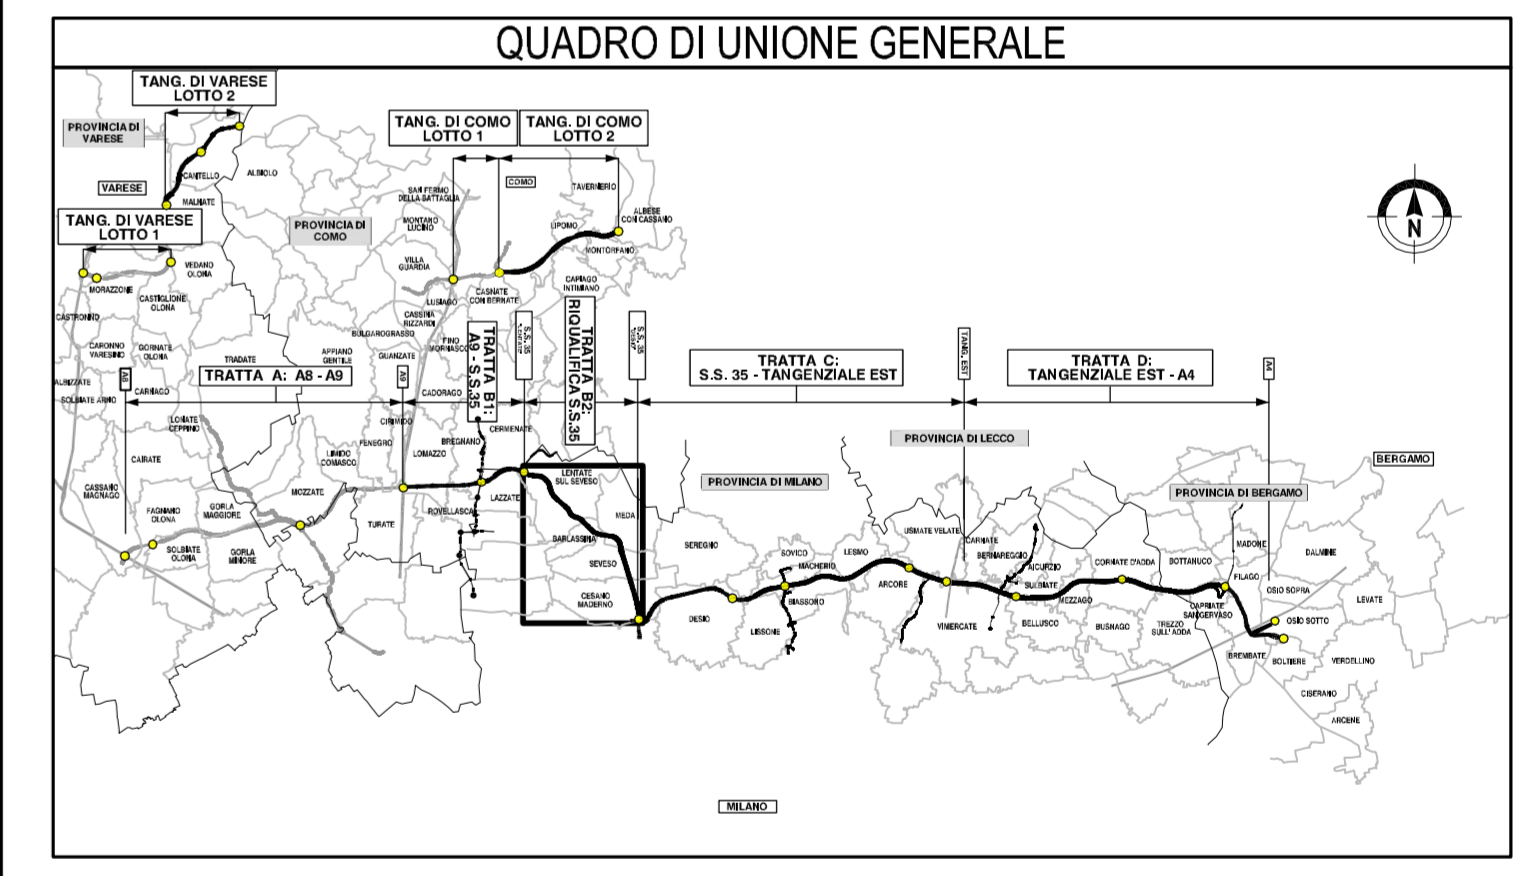 QUADRO DI UNIONE GENERALE
TANG. DI VARESE
LOTTO 2
PROVINCIA DI
VARESE
VARESE
CANTELLO
ALBIOLO
MALNATE
TANG. DI VARESE
LOTTO 1
VEDANO
OLONA
MORAZZONE
CASTIGLIONE
OLONA
CASTRONNO
CARONNO
VARESINO
GORNATE
OLONA
TRADATE
ALBIZZATE
SOLBIATE ARNO
CARNAGO
A8
TRATTA A: A8 - A9
A9
PROVINCIA DI
COMO
TANG. DI COMO
LOTTO 1
TANG. DI COMO
LOTTO 2
COMO
SAN FERMO
DELLA BATTAGLIA
MONTANO
LUCINO
VILLA
GUARDIA
TAVERNERIO
ALBESE
CON CASSANO
LIPOMO
MONTORFANO
CAPIAGO
INTIMIANO
CASNATE
CON BERNATE
LUSIAGO
CASSINA
RIZZARDI
BULGAROGRASSO
FINO
MORNASCO
APPIANO
GENTILE
GUANZATE
CADORAGO
TRATTA B1:
A9 - S.S.35
S.S. 35
TRATTA B2:
RIQUALIFICA S.S.35
S.S. 35
TRATTA C:
S.S. 35 - TANGENZIALE EST
TANG. EST
TRATTA D:
TANGENZIALE EST - A4
A4
N
LONATE
CEPPINO
CIRIMIDO
FENEGRO
CERMENATE
BREGNANO
LOMAZZO
LIMIDO
COMASCO
CAIRATE
CASSANO
MAGNAGO
MOZZATE
FAGNANO
OLONA
GORLA
MAGGIORE
TURATE
ROVELLASCA
LAZZATE
LENTATE
SUL SEVESO
MEDA
SOLBIATE
OLONA
GORLA
MINORE
BARLASSINA
SEVESO
CESANO
MADERNO
PROVINCIA DI LECCO
PROVINCIA DI MILANO
PROVINCIA DI BERGAMO
BERGAMO
SEREGNO
DESIO
LISSONE
SOVICO
MACHERIO
BIASSONO
LESMO
ARCORE
USMATE VELATE
CARNATE
BERNAREGGIO
AICURZIO
SULBIATE
MEZZAGO
VIMERCATE
BELLUSCO
BUSNAGO
CORNATE D'ADDA
BOTTANUCO
TREZZO
SULL'ADDA
CAPRIATE
SAN GERVASO
MADONE
FILAGO
DALMINE
OSIO SOPRA
LEVATE
OSIO SOTTO
BREMBATE
BOLTIERE
VERDELLINO
CISERANO
ARCENE
MILANO